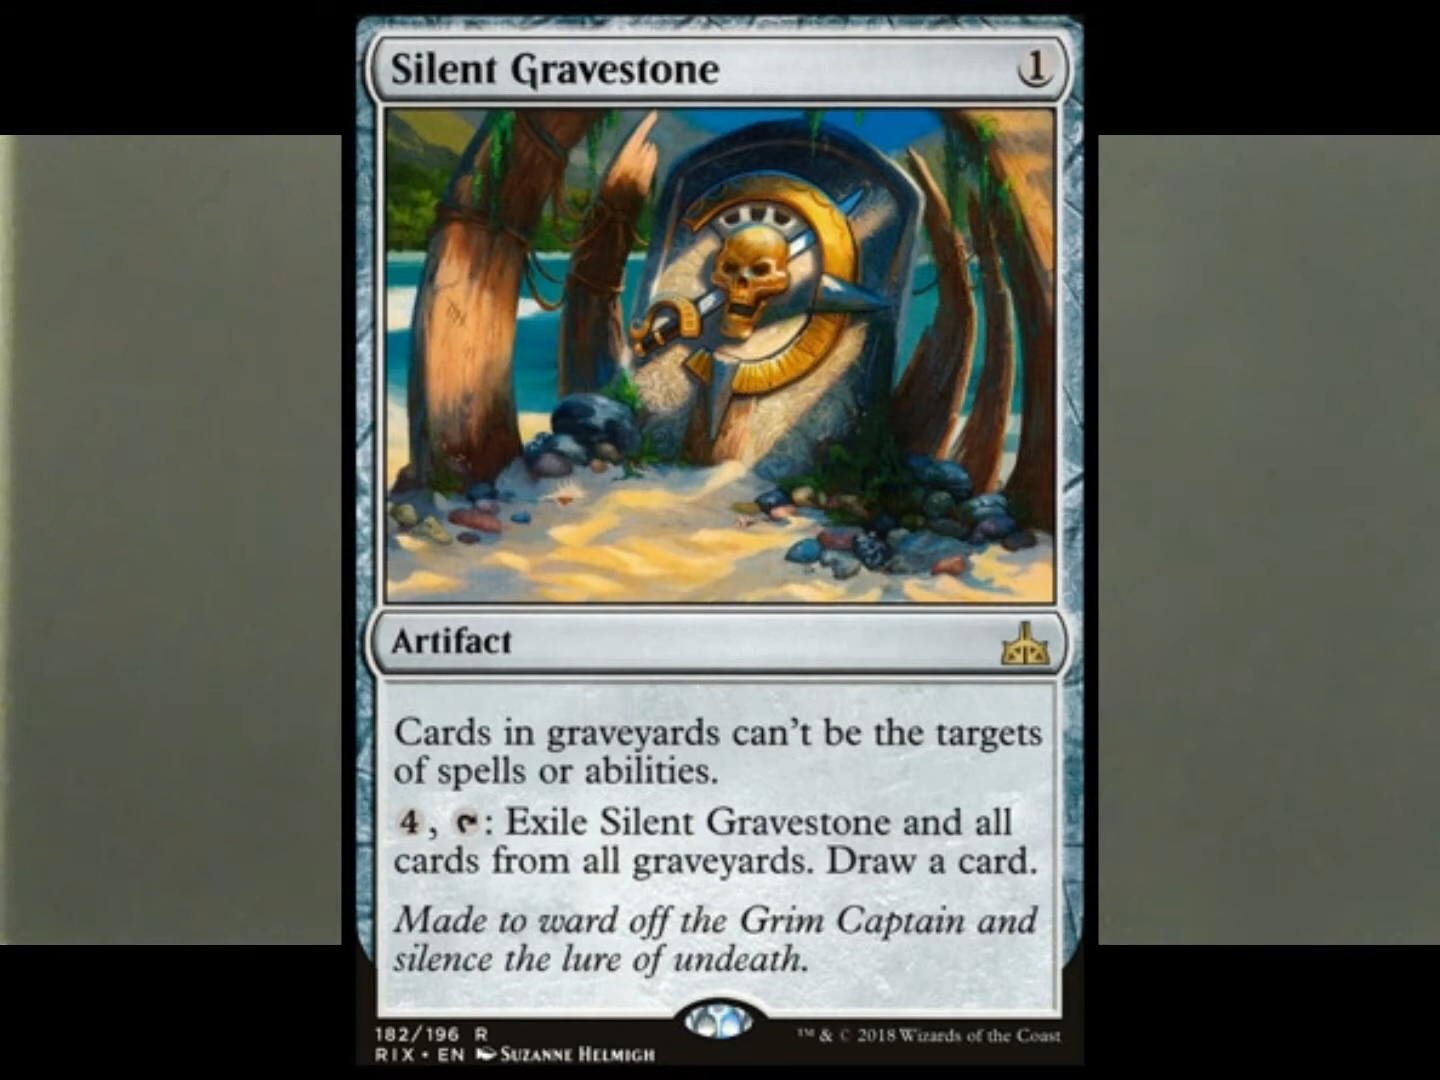 Silent Gravestone 1
Artifact
Cards in graveyards can't be the targets
of spells or abilities.
4, : Exile Silent Gravestone and all
cards from all graveyards. Draw a card.
Made to ward off the Grim Captain and
silence the lure of undeath.
182/196 R
RIX • EN SUZANNE HELMIGH
™ & © 2018 Wizards of the Coast